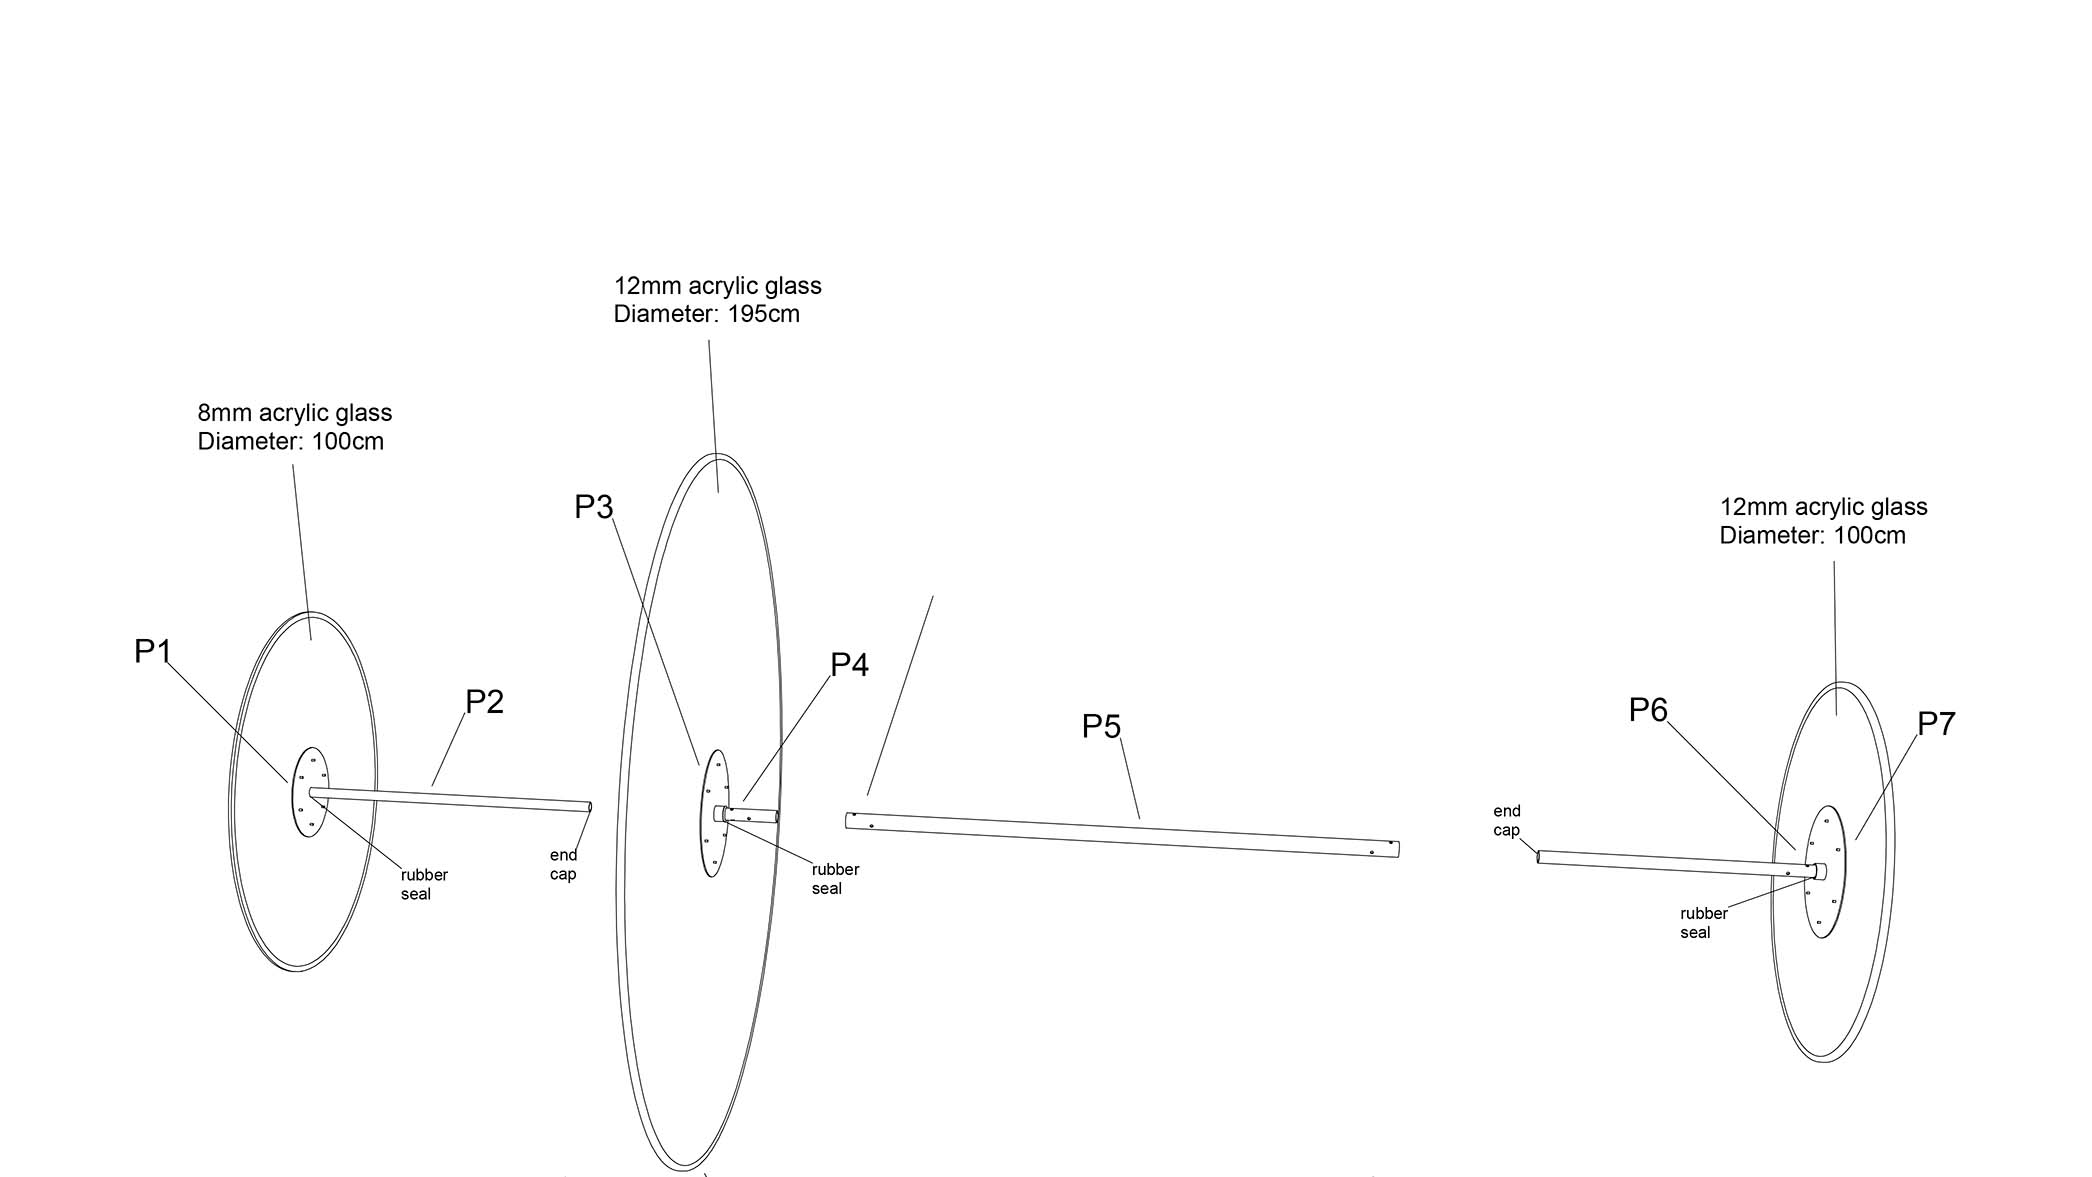 12mm acrylic glass
Diameter: 195cm
8mm acrylic glass
Diameter: 100cm
P3
12mm acrylic glass
Diameter: 100cm
P1
P4
P2
P6
P5
P7
end
cap
end
cap
rubber
seal
rubber
seal
rubber
seal